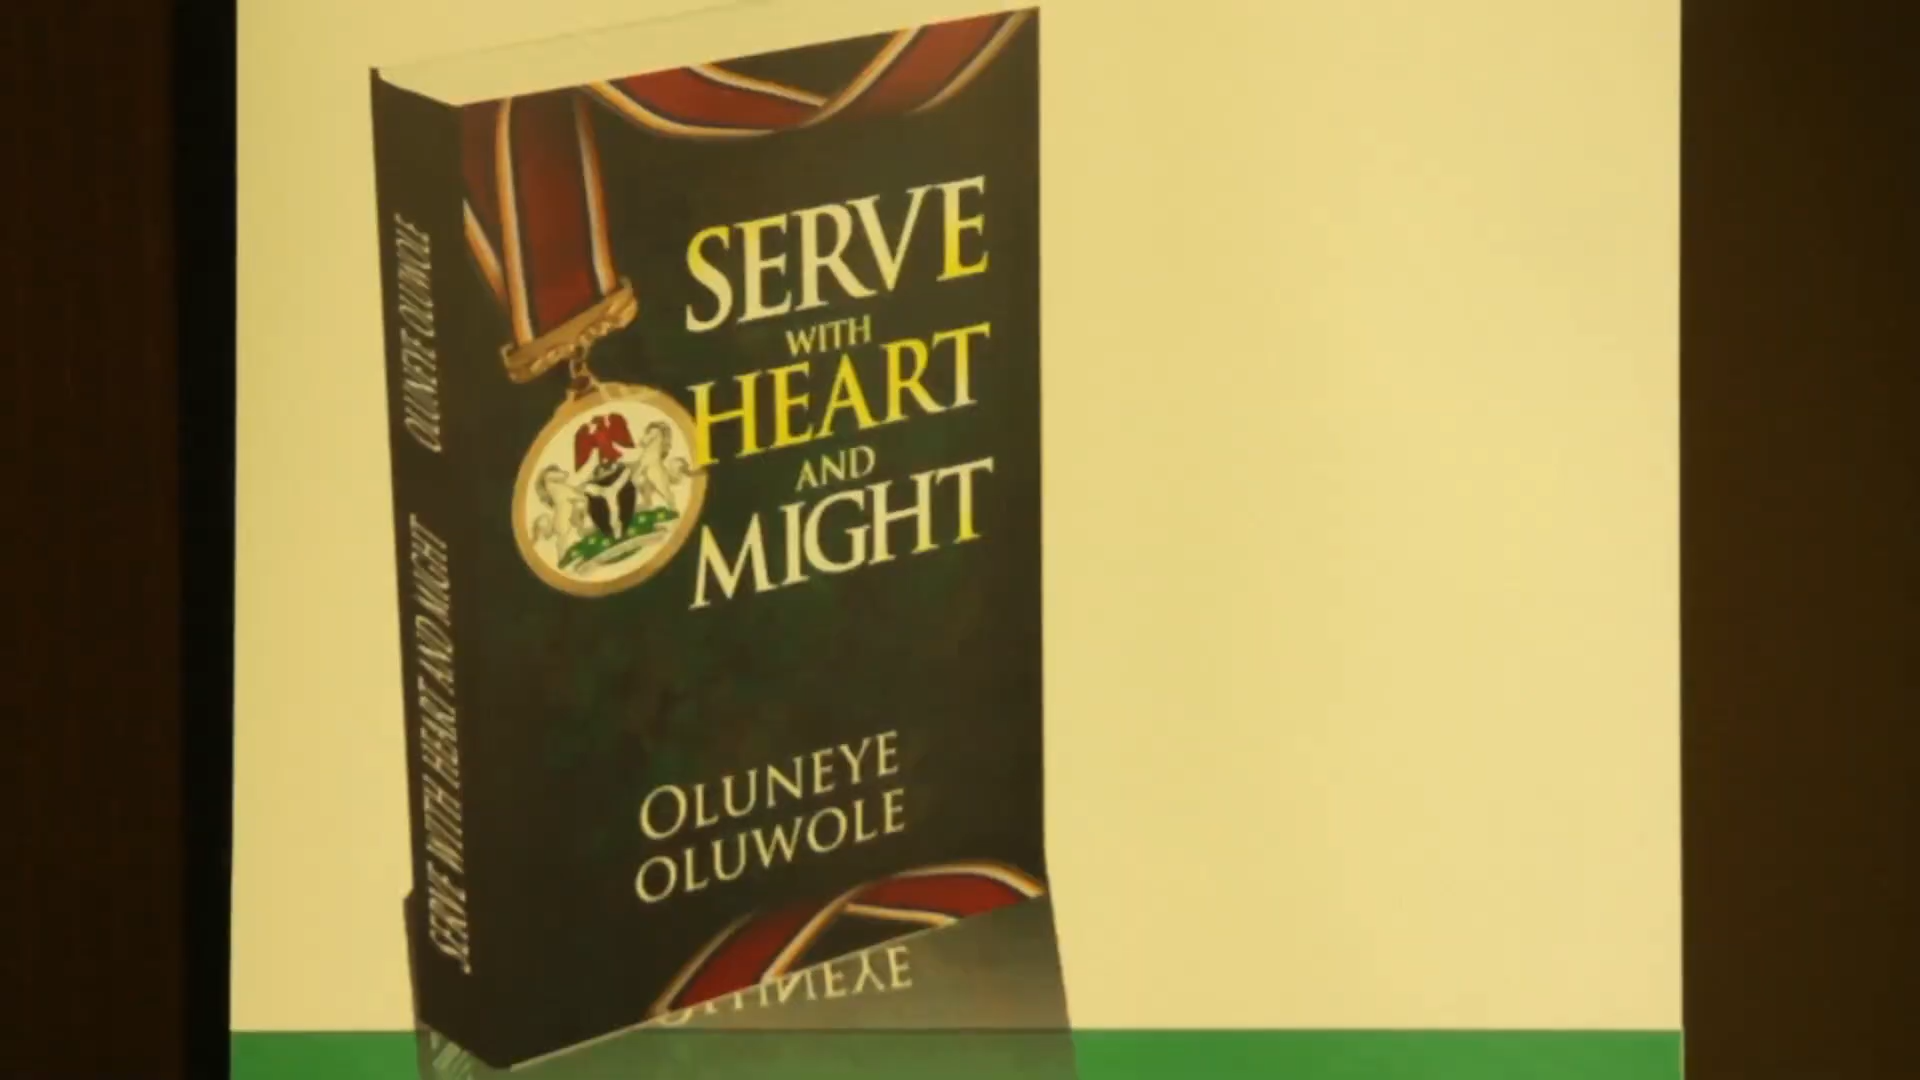 SERVE
WITH
HEART
AND
MIGHT
OLUNEYE
OLUWOLE
SERVE WITH HEART AND MIGHT OLUNEYE OLUWOLE